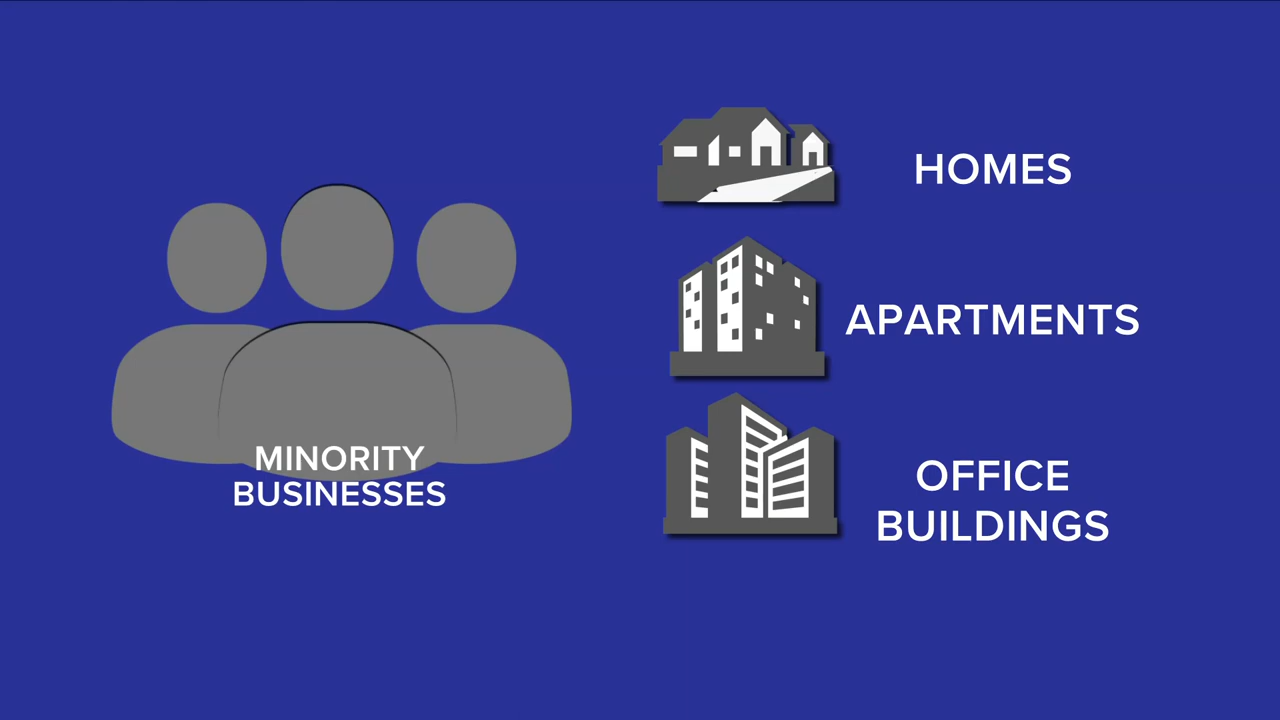 MINORITY
BUSINESSES
HOMES
APARTMENTS
OFFICE
BUILDINGS